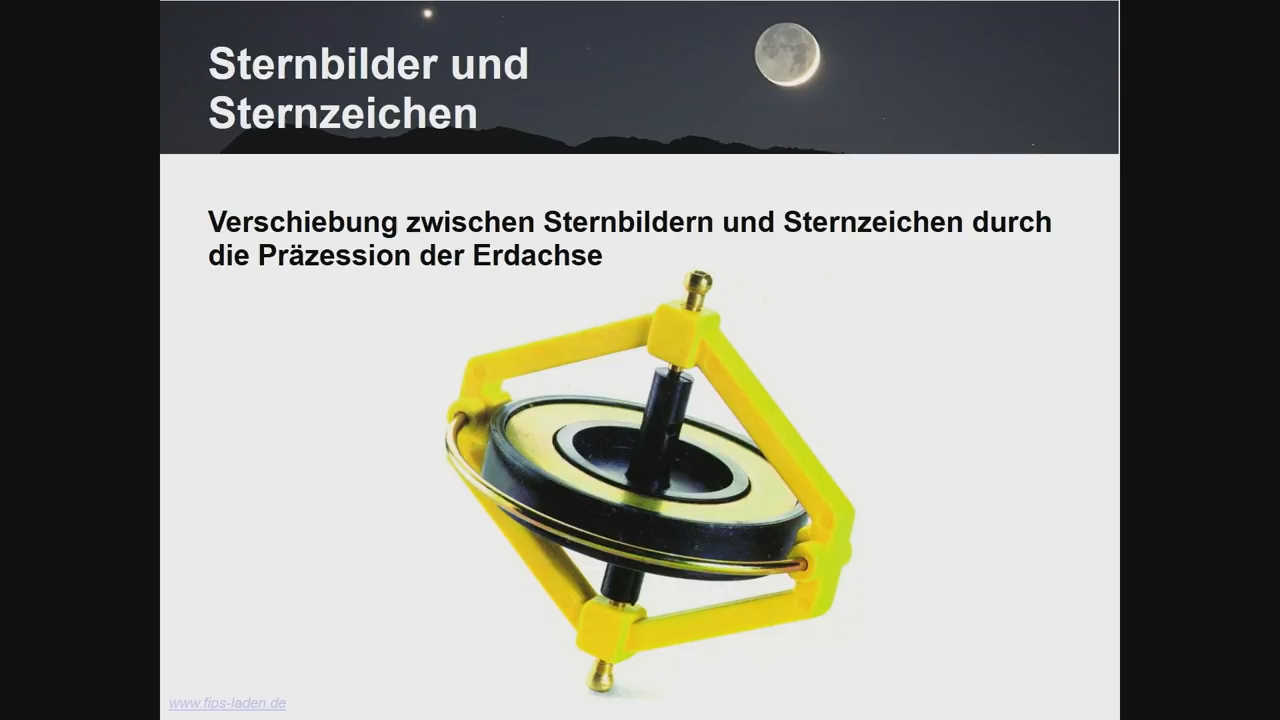 Sternbilder und
Sternzeichen
Verschiebung zwischen Sternbildern und Sternzeichen durch
die Präzession der Erdachse
www.fips-laden.de